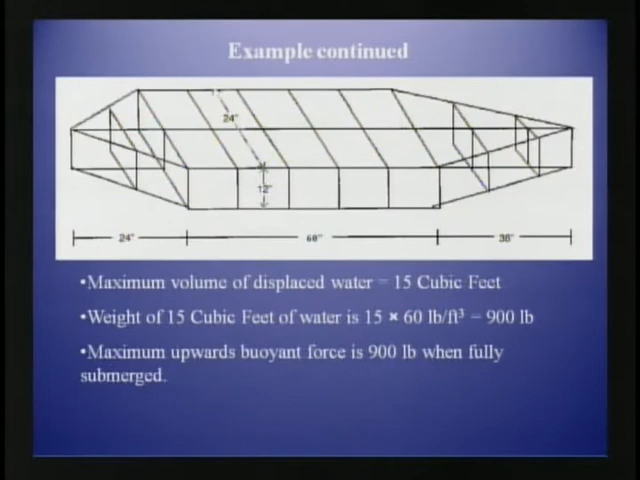 Example continued
24"
12"
24" 60" 36"
•Maximum volume of displaced water = 15 Cubic Feet
•Weight of 15 Cubic Feet of water is 15 × 60 lb/ft³ = 900 lb
•Maximum upwards buoyant force is 900 lb when fully
submerged.